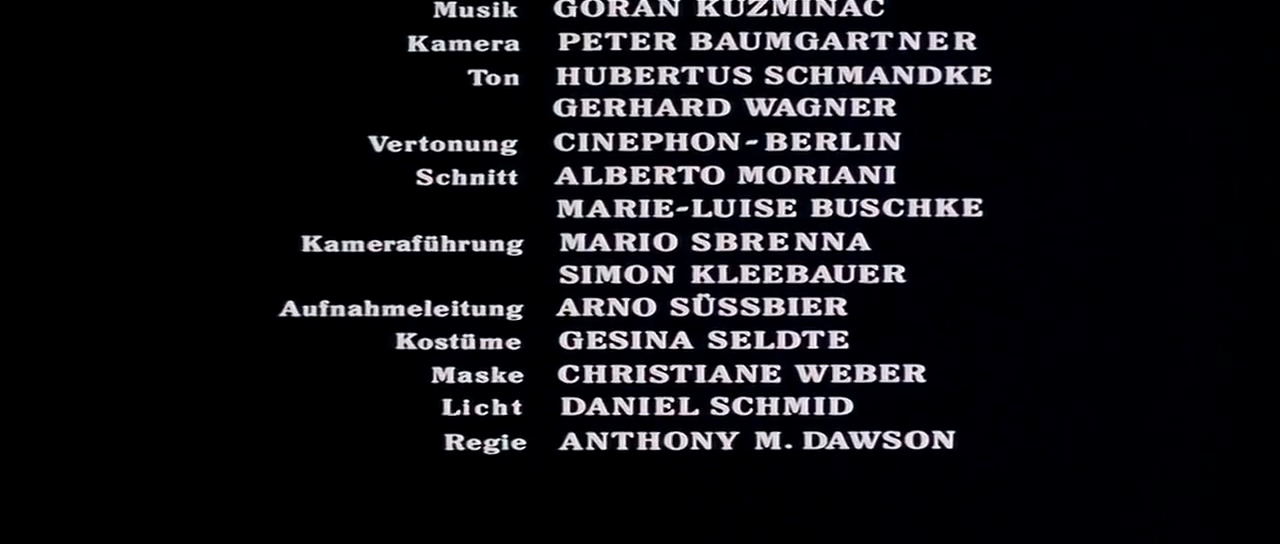 Musik GORAN KUZMINAC
Kamera PETER BAUMGARTNER
Ton HUBERTUS SCHMANDKE
GERHARD WAGNER
Vertonung CINEPHON-BERLIN
Schnitt ALBERTO MORIANI
MARIE-LUISE BUSCHKE
Kameraführung MARIO SBRENNA
SIMON KLEEBAUER
Aufnahmeleitung ARNO SÜSSBIER
Kostüme GESINA SELDTE
Maske CHRISTIANE WEBER
Licht DANIEL SCHMID
Regie ANTHONY M. DAWSON